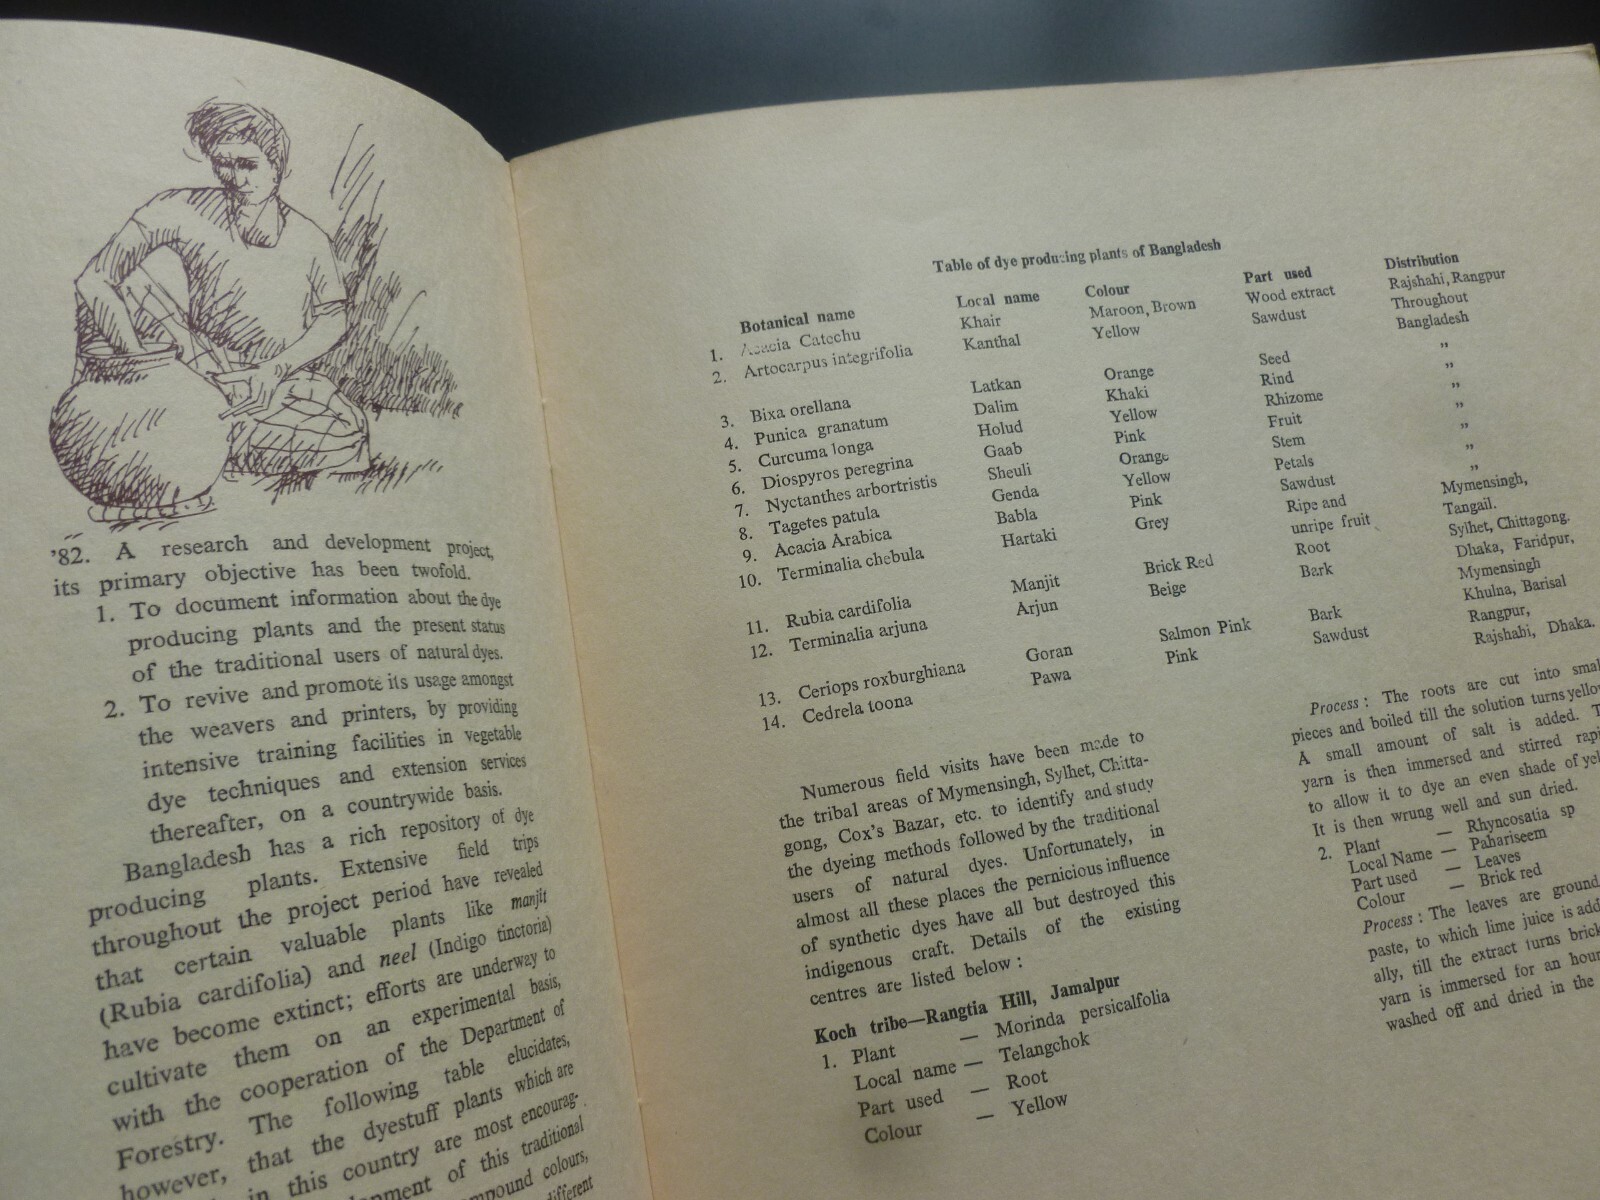 '82. A research and development project,
its primary objective has been twofold.
1. To document information about the dye
producing plants and the present status
of the traditional users of natural dyes.
2. To revive and promote its usage amongst
the weavers and printers, by providing
intensive training facilities in vegetable
dye techniques and extension services
thereafter, on a countrywide basis.
Bangladesh has a rich repository of dye
producing plants. Extensive field trips
throughout the project period have revealed
that certain valuable plants like manjit
(Rubia cardifolia) and neel (Indigo tinctoria)
have become extinct; efforts are underway to
cultivate them on an experimental basis,
with the cooperation of the Department of
Forestry. The following table elucidates,
however, that the dyestuff plants which are
in this country are most encourag-
of this traditional
colours,
different
Table of dye producing plants of Bangladesh
Botanical name Local name Colour Part used Distribution
1. Acacia Catechu Khair Maroon, Brown Wood extract Rajshahi, Rangpur
2. Artocarpus integrifolia Kanthal Yellow Sawdust Throughout
Bangladesh
3. Bixa orellana Latkan Orange Seed ,,
4. Punica granatum Dalim Khaki Rind ,,
5. Curcuma longa Holud Yellow Rhizome ,,
6. Diospyros peregrina Gaab Pink Fruit ,,
7. Nyctanthes arbortristis Sheuli Orange Stem ,,
8. Tagetes patula Genda Yellow Petals ,,
9. Acacia Arabica Babla Pink Sawdust ,,
10. Terminalia chebula Hartaki Grey Ripe and Mymensingh,
unripe fruit Tangail.
11. Rubia cardifolia Manjit Brick Red Root Sylhet, Chittagong.
12. Terminalia arjuna Arjun Beige Bark Dhaka, Faridpur,
Mymensingh
13. Ceriops roxburghiana Goran Salmon Pink Bark Khulna, Barisal
14. Cedrela toona Pawa Pink Sawdust Rangpur,
Rajshahi, Dhaka.
Numerous field visits have been made to
the tribal areas of Mymensingh, Sylhet, Chitta-
gong, Cox's Bazar, etc. to identify and study
the dyeing methods followed by the traditional
users of natural dyes. Unfortunately, in
almost all these places the pernicious influence
of synthetic dyes have all but destroyed this
indigenous craft. Details of the existing
centres are listed below :
Koch tribe—Rangtia Hill, Jamalpur
1. Plant — Morinda persicalfolia
Local name — Telangchok
Part used — Root
Colour — Yellow
Process : The roots are cut into small
pieces and boiled till the solution turns yellow
A small amount of salt is added. T
yarn is then immersed and stirred rapi
to allow it to dye an even shade of yel
It is then wrung well and sun dried.
2. Plant — Rhyncosatia sp
Local Name — Pahariseem
Part used — Leaves
Colour — Brick red
Process : The leaves are ground
paste, to which lime juice is add
ally, till the extract turns brick
yarn is immersed for an hour
washed off and dried in the